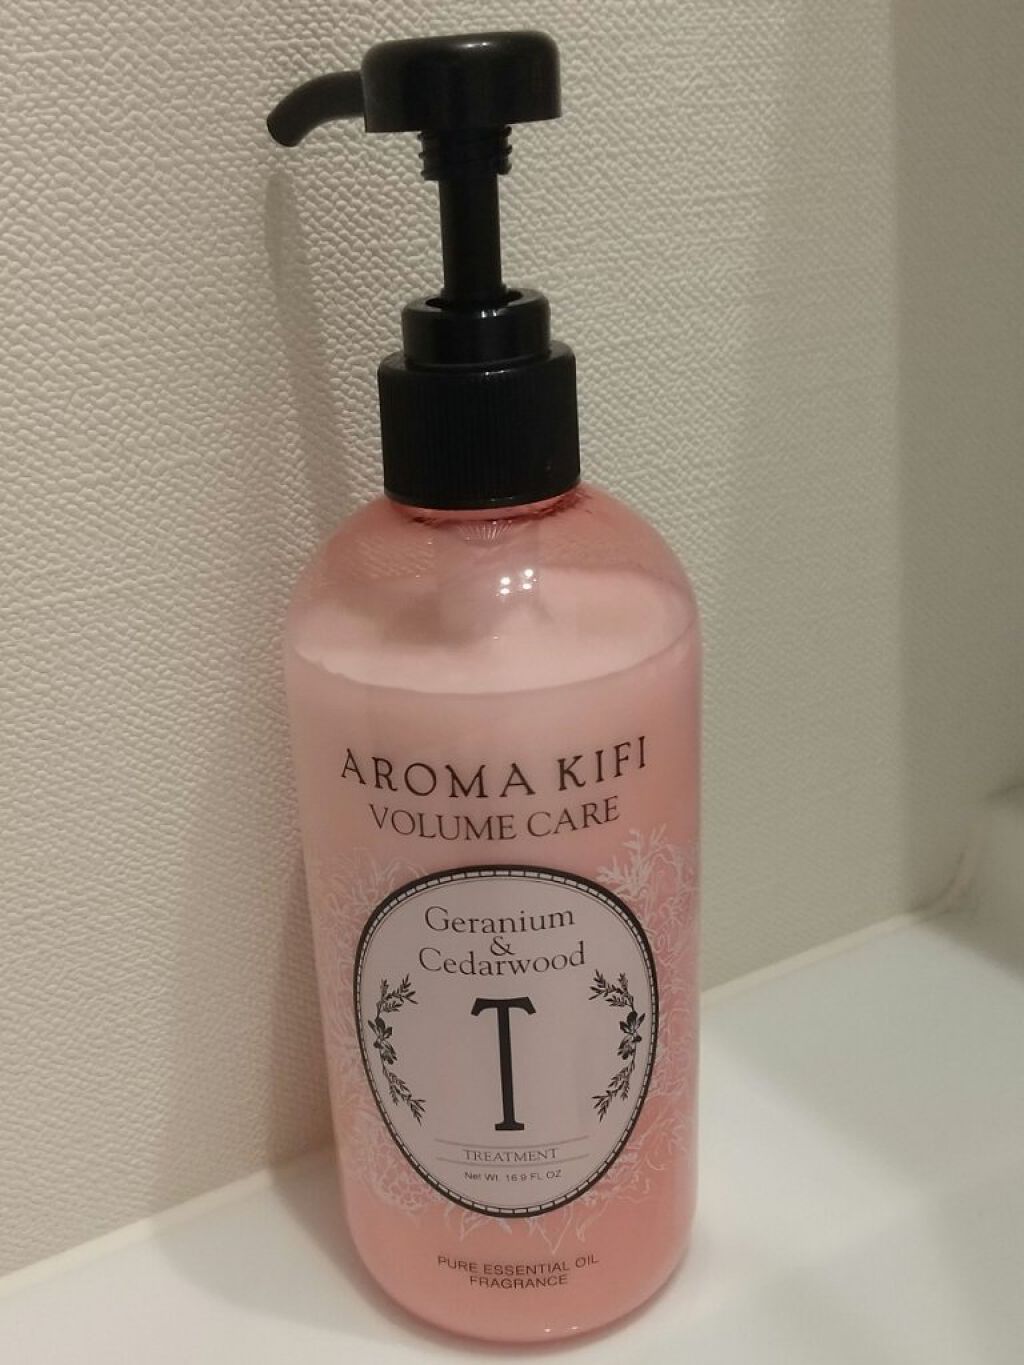 AROMA KIFI
VOLUME CARE
Geranium
&
Cedarwood
T
TREATMENT
Net Wt. 16.9 FL OZ
PURE ESSENTIAL OIL
FRAGRANCE